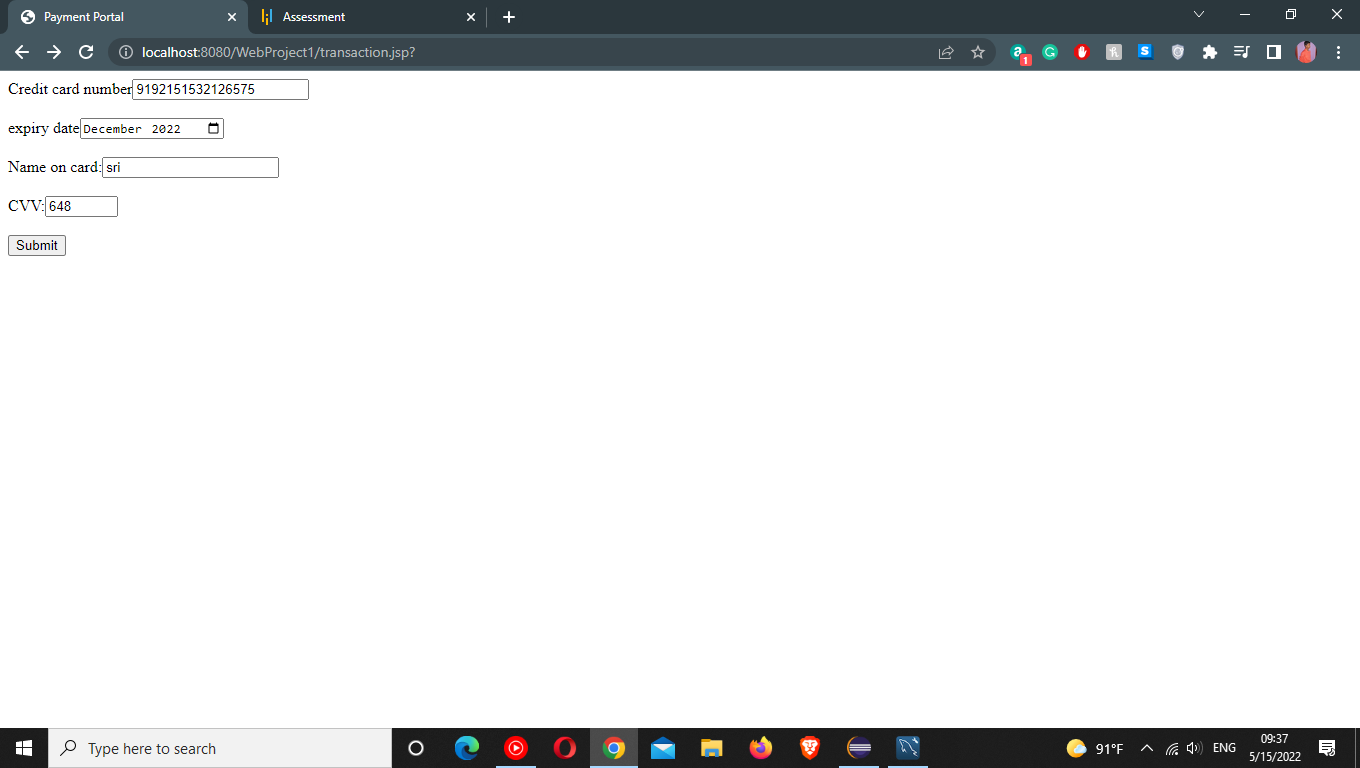 Payment Portal
Assessment
localhost:8080/WebProject1/transaction.jsp?
1
Credit card number 9192151532126575
expiry date December 2022
Name on card: sri
CVV: 648
Submit
Type here to search
91°F
ENG
09:37
5/15/2022